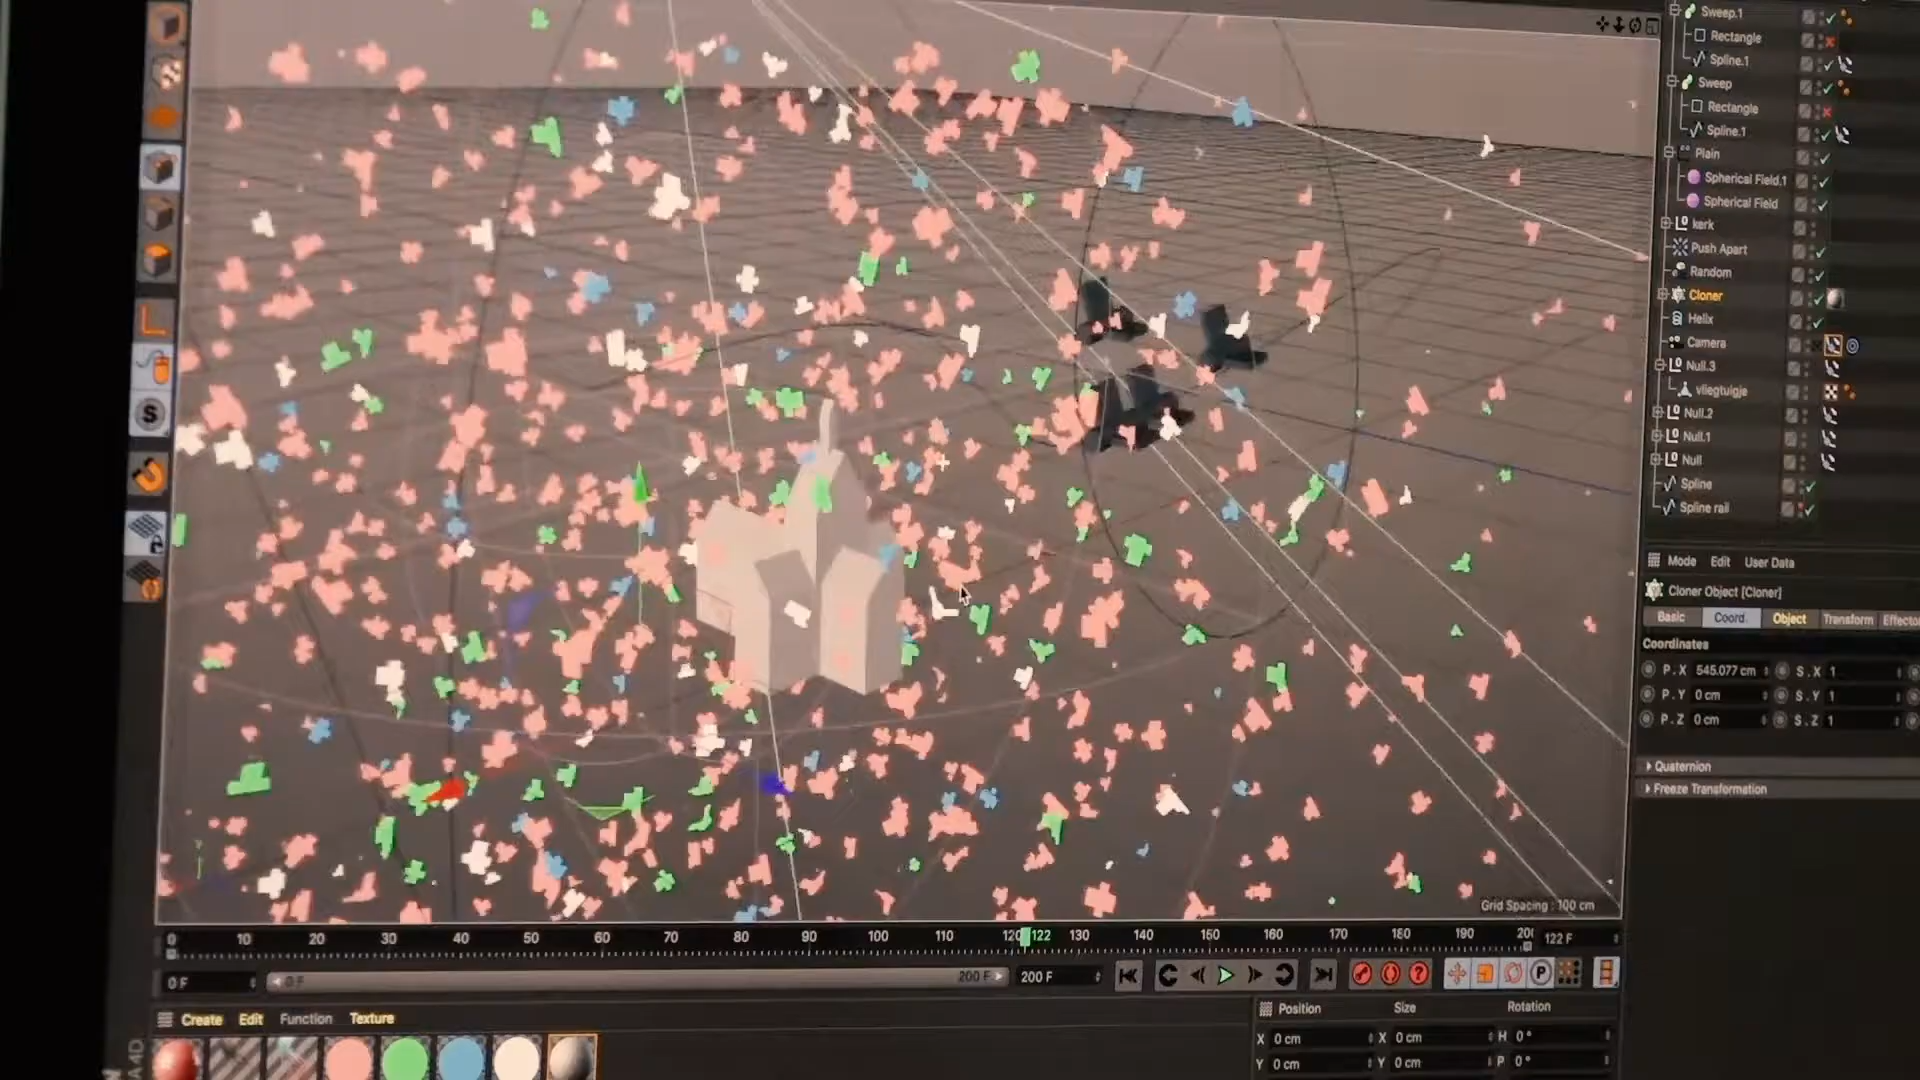 Sweep.1
Rectangle
Spline.1
Sweep
Rectangle
Spline.1
Plain
Spherical Field.1
Spherical Field
kerk
Push Apart
Random
Cloner
Helix
Camera
Null.3
vliegtuigje
Null.2
Null.1
Null
Spline
Spline rail
S
Mode Edit User Data
Cloner Object [Cloner]
Basic Coord. Object Transform Effecto
Coordinates
P . X 545.077 cm S . X 1
P . Y 0 cm S . Y 1
P . Z 0 cm S . Z 1
Quaternion
Freeze Transformation
Grid Spacing : 100 cm
0 10 20 30 40 50 60 70 80 90 100 110 120 122 130 140 150 160 170 180 190 200 122 F
0 F 0 F 200 F 200 F ? P
Create Edit Function Texture
Position Size Rotation
X 0 cm X 0 cm H 0°
Y 0 cm Y 0 cm P 0°